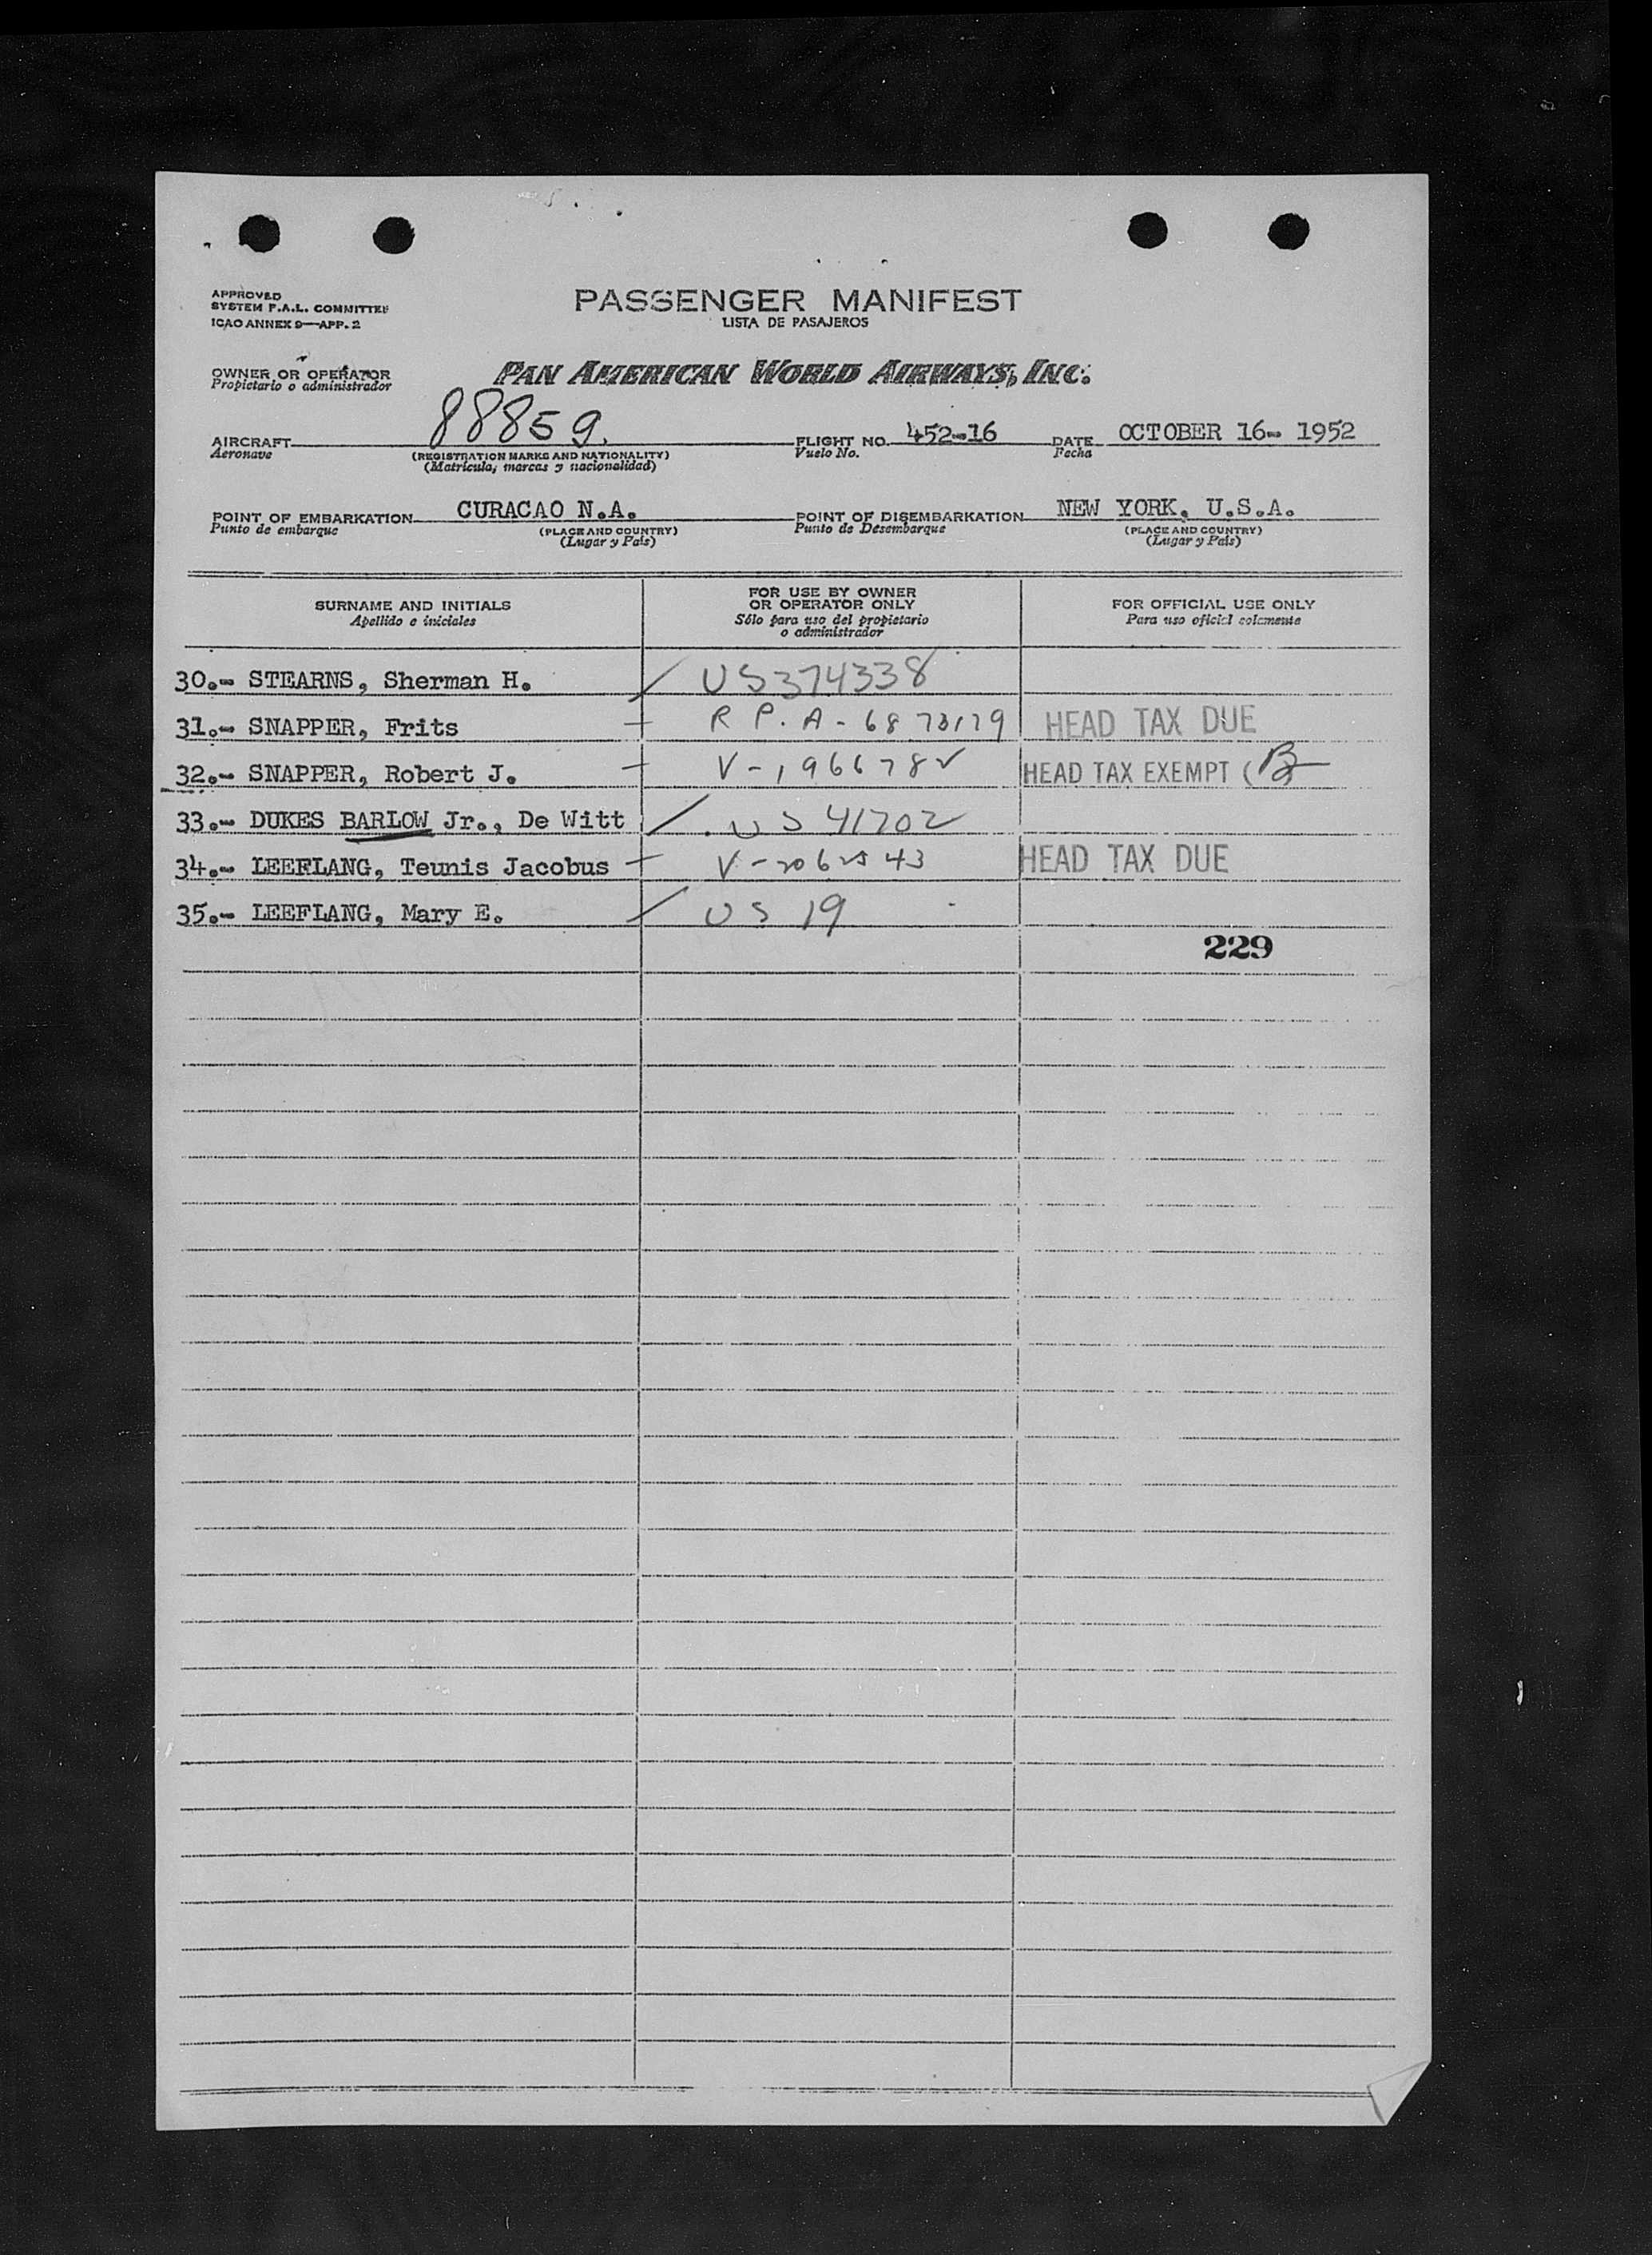 APPROVED
SYSTEM P.A.L. COMMITTEE
ICAO ANNEX 9—APP. 2
PASSENGER MANIFEST
LISTA DE PASAJEROS
OWNER OR OPERATOR PAN AMERICAN WORLD AIRWAYS, INC.
Propietario o administrador
AIRCRAFT 88859. FLIGHT NO. 452-16 DATE OCTOBER 16- 1952
Aeronave (REGISTRATION MARKS AND NATIONALITY) Vuelo No. Fecha
(Matrícula, marcas y nacionalidad)
POINT OF EMBARKATION CURACAO N.A. POINT OF DISEMBARKATION NEW YORK, U.S.A.
Punto de embarque (PLACE AND COUNTRY) Punto de Desembarque (PLACE AND COUNTRY)
(Lugar y País) (Lugar y País)
SURNAME AND INITIALS FOR USE BY OWNER OR OPERATOR ONLY FOR OFFICIAL USE ONLY
Apellido e iniciales Sólo para uso del propietario o administrador Para uso oficial solamente
30.- STEARNS, Sherman H. / US374338
31.- SNAPPER, Frits - R P. A - 6873179 HEAD TAX DUE
32.- SNAPPER, Robert J. - V-1966782 HEAD TAX EXEMPT (B
33.- DUKES BARLOW Jr., De Witt / US 41702
34.- LEEFLANG, Teunis Jacobus - HEAD TAX DUE
35.- LEEFLANG, Mary E. / US 19
229